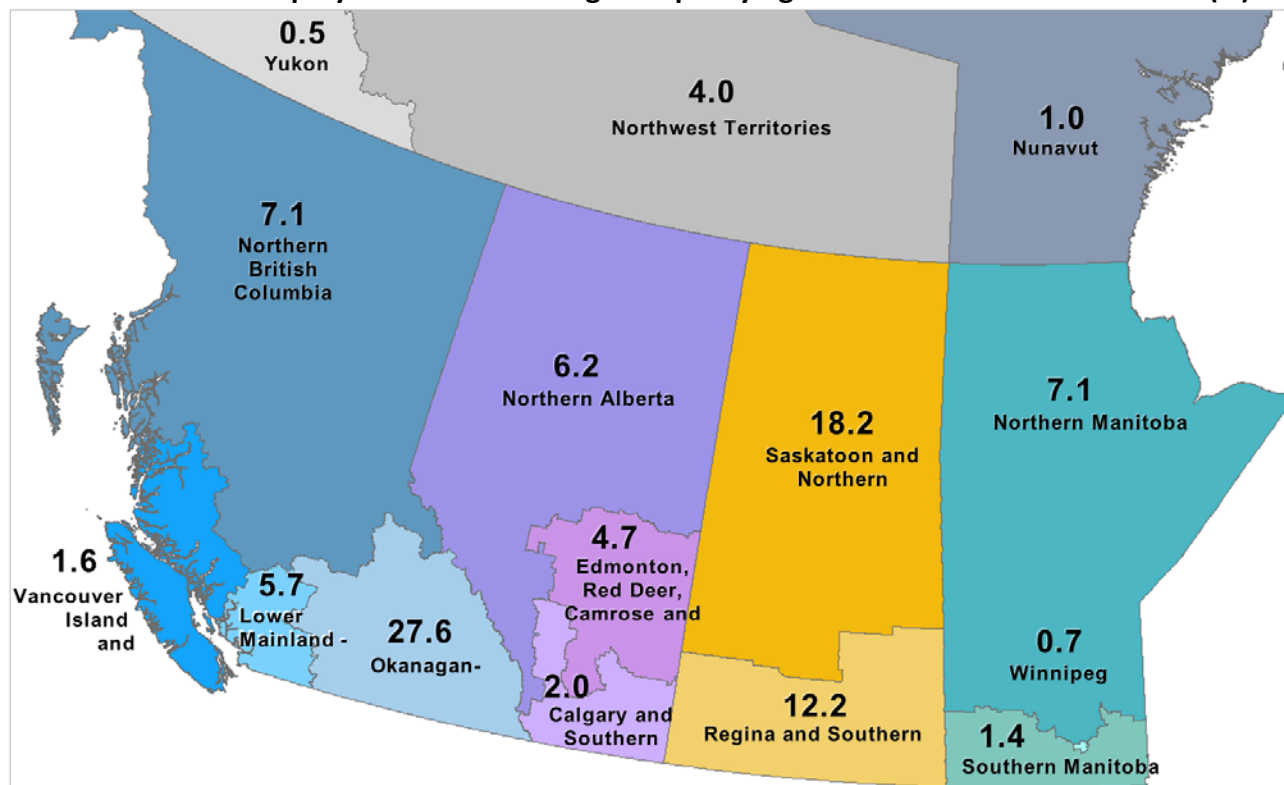 0.5
Yukon
4.0
Northwest Territories
1.0
Nunavut
7.1
Northern
British
Columbia
6.2
Northern Alberta
18.2
Saskatoon and
Northern
7.1
Northern Manitoba
1.6
Vancouver
Island
and
5.7
Lower
Mainland -
27.6
Okanagan-
4.7
Edmonton,
Red Deer,
Camrose and
2.0
Calgary and
Southern
12.2
Regina and Southern
0.7
Winnipeg
1.4
Southern Manitoba